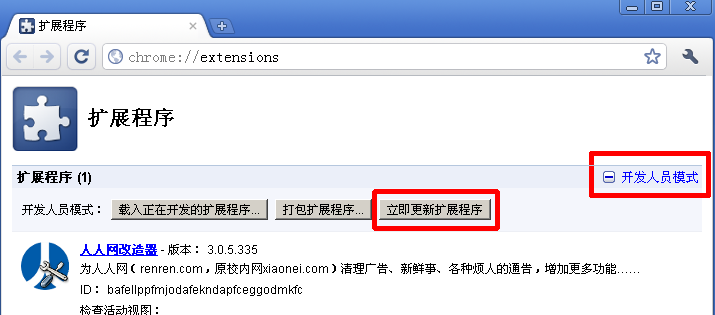 扩展程序
chrome://extensions
扩展程序
扩展程序 (1)
开发人员模式
开发人员模式： 载入正在开发的扩展程序... 打包扩展程序... 立即更新扩展程序
人人网改造器 - 版本： 3.0.5.335
为人人网（renren.com，原校内网xiaonei.com）清理广告、新鲜事、各种烦人的通告，增加更多功能……
ID： bafellppfmjodafekndapfceggodmkfc
检查活动视图：